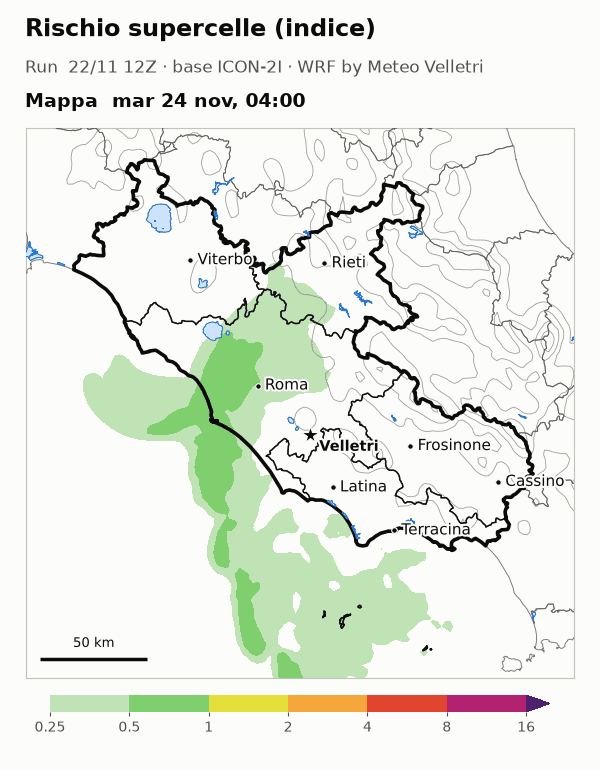 Rischio supercelle (indice)
Run 22/11 12Z · base ICON-2I · WRF by Meteo Velletri
Mappa mar 24 nov, 04:00
Viterbo
Rieti
Roma
Velletri
Frosinone
Cassino
Latina
Terracina
50 km
0.25 0.5 1 2 4 8 16